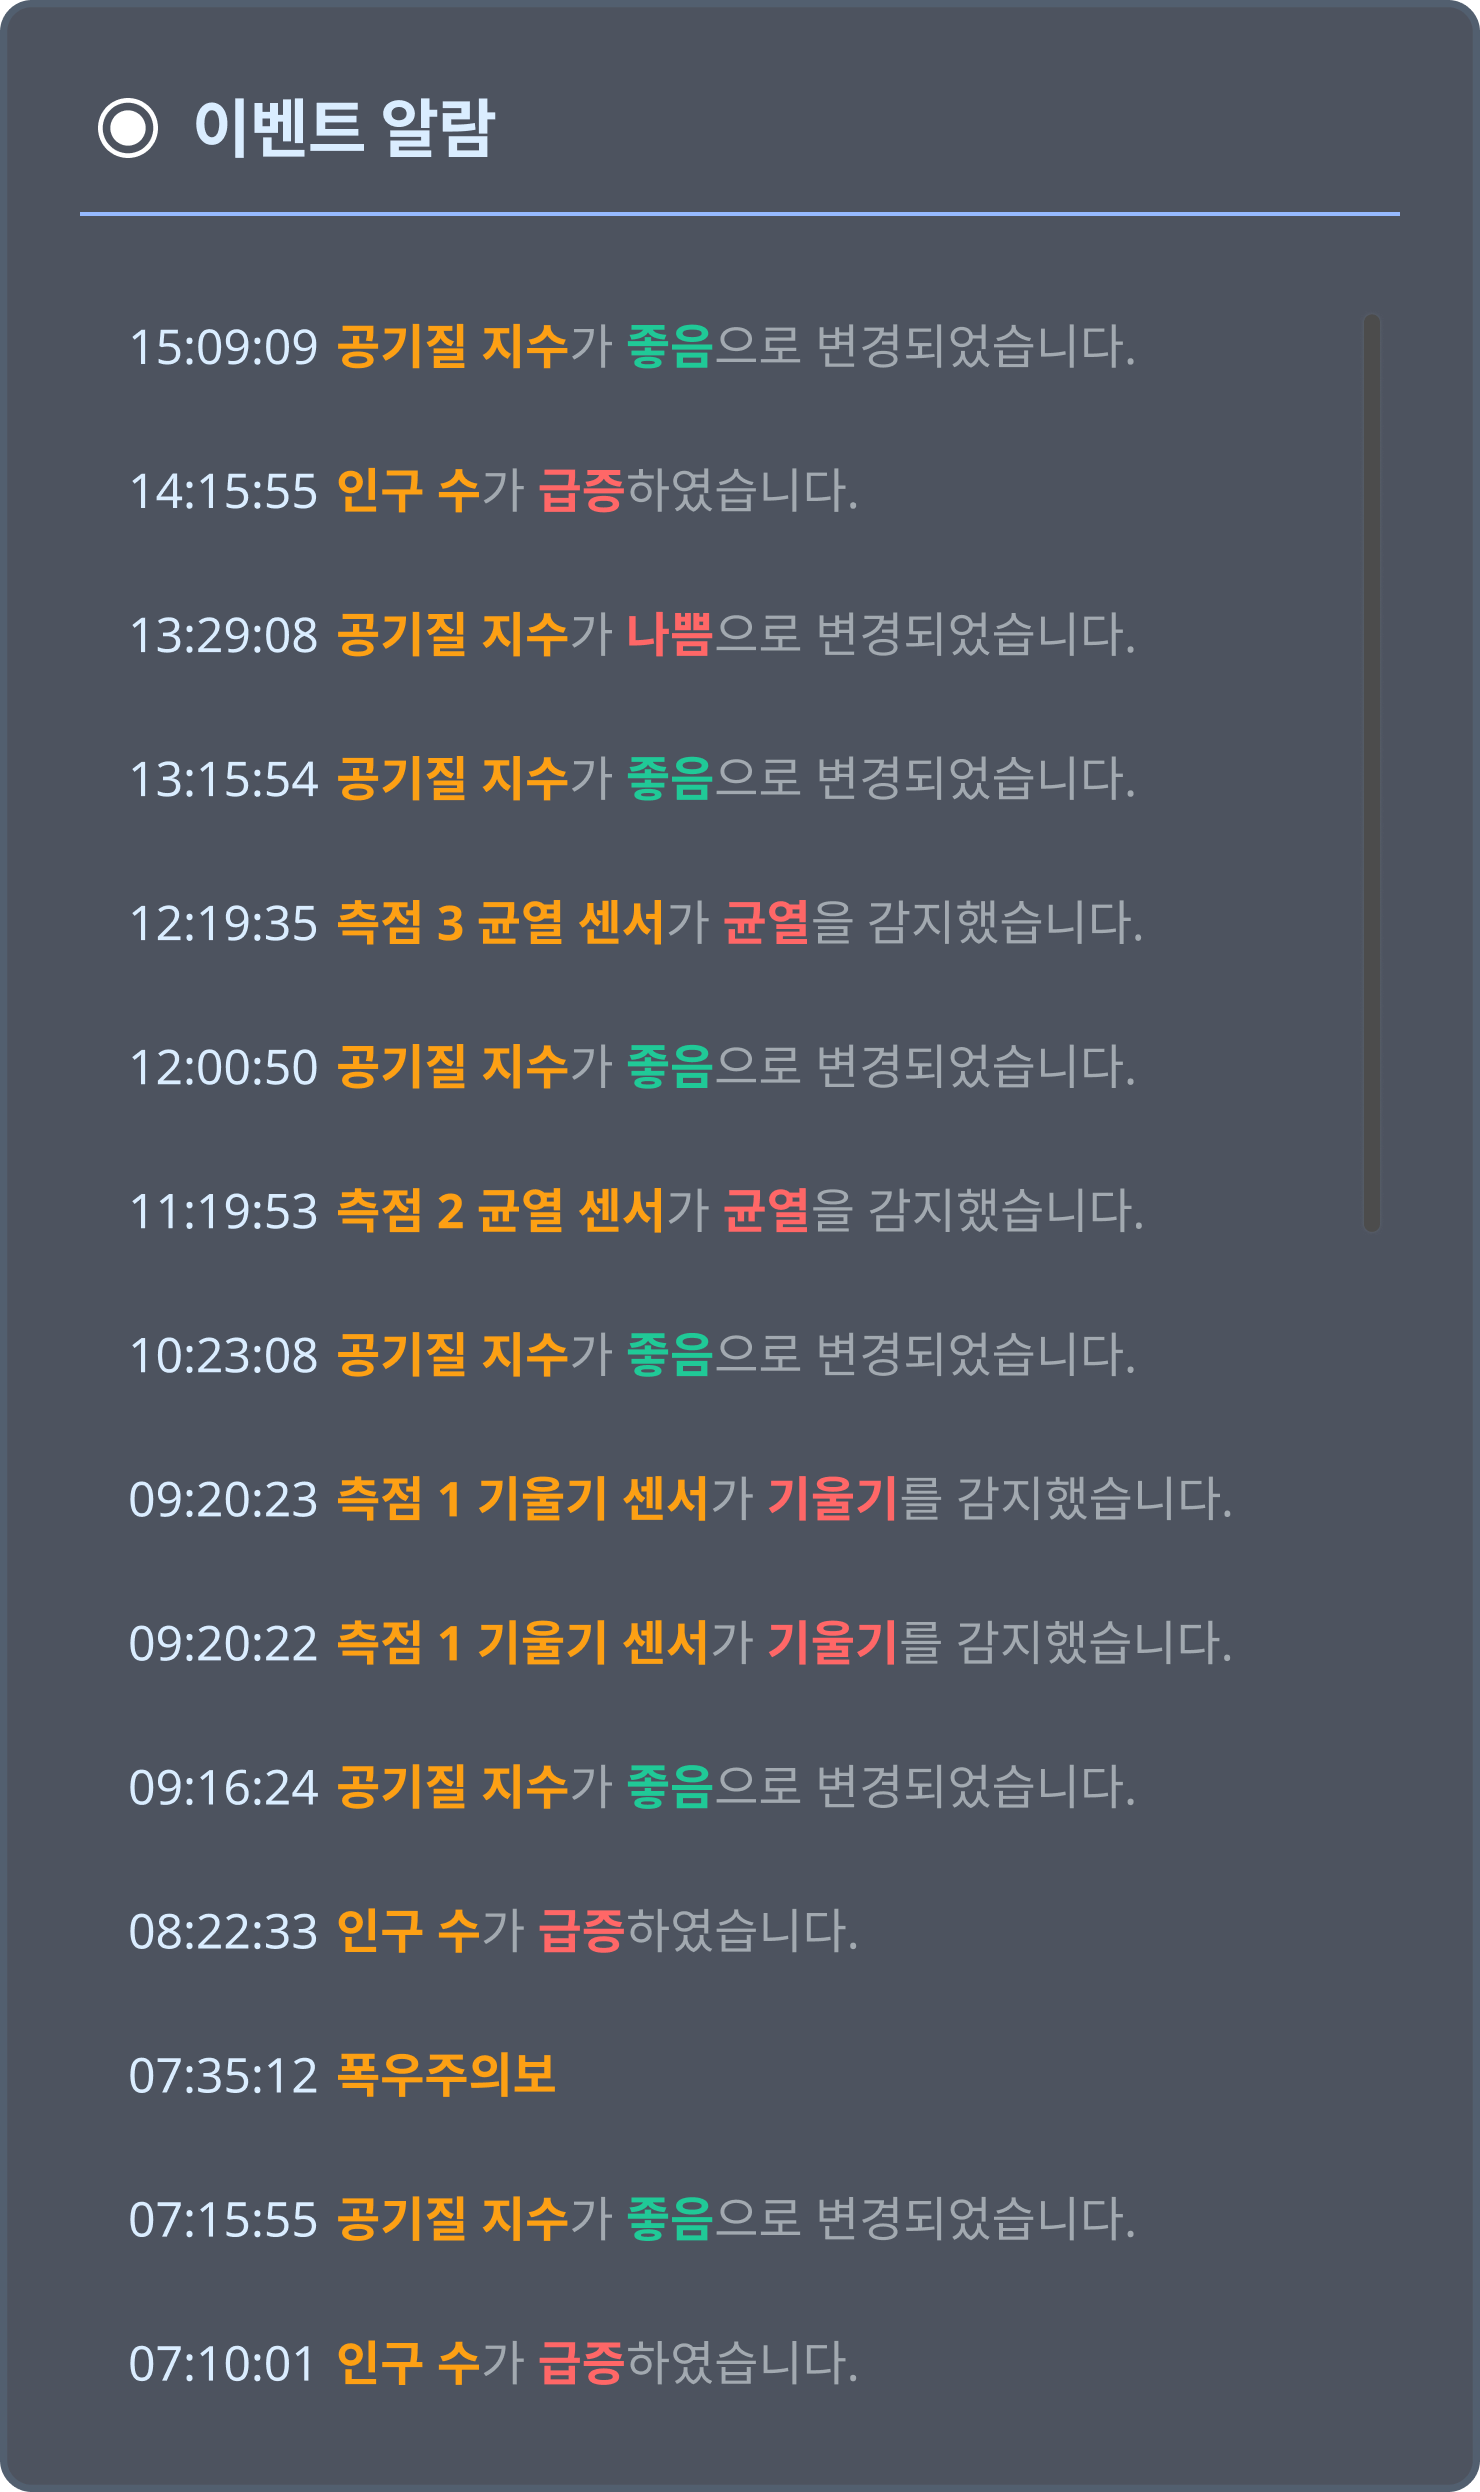 이벤트 알람
15:09:09 공기질 지수가 좋음으로 변경되었습니다.
14:15:55 인구 수가 급증하였습니다.
13:29:08 공기질 지수가 나쁨으로 변경되었습니다.
13:15:54 공기질 지수가 좋음으로 변경되었습니다.
12:19:35 측점 3 균열 센서가 균열을 감지했습니다.
12:00:50 공기질 지수가 좋음으로 변경되었습니다.
11:19:53 측점 2 균열 센서가 균열을 감지했습니다.
10:23:08 공기질 지수가 좋음으로 변경되었습니다.
09:20:23 측점 1 기울기 센서가 기울기를 감지했습니다.
09:20:22 측점 1 기울기 센서가 기울기를 감지했습니다.
09:16:24 공기질 지수가 좋음으로 변경되었습니다.
08:22:33 인구 수가 급증하였습니다.
07:35:12 폭우주의보
07:15:55 공기질 지수가 좋음으로 변경되었습니다.
07:10:01 인구 수가 급증하였습니다.